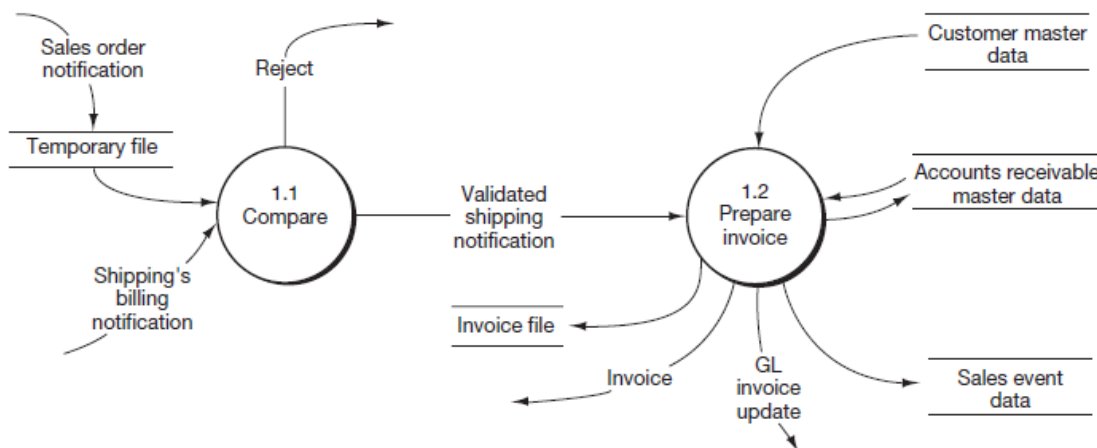 Sales order
notification
Reject
Customer master
data
Temporary file
1.1
Compare
Validated
shipping
notification
1.2
Prepare
invoice
Accounts receivable
master data
Shipping's
billing
notification
Invoice file
Invoice
GL
invoice
update
Sales event
data